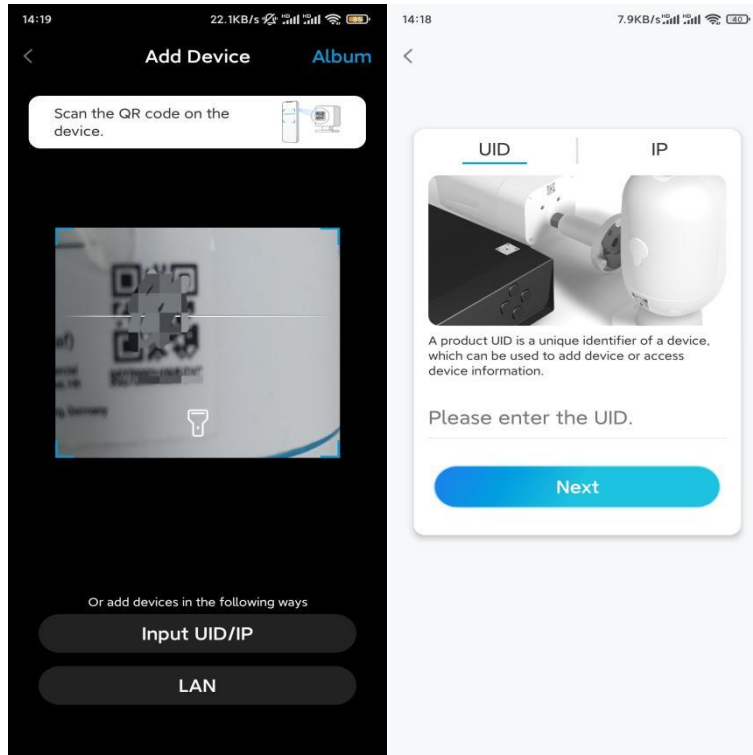 14:19
22.1KB/s
Add Device
Album
Scan the QR code on the
device.
af)
Germany
Or add devices in the following ways
Input UID/IP
LAN
14:18
7.9KB/s
40
UID
IP
A product UID is a unique identifier of a device,
which can be used to add device or access
device information.
Please enter the UID.
Next